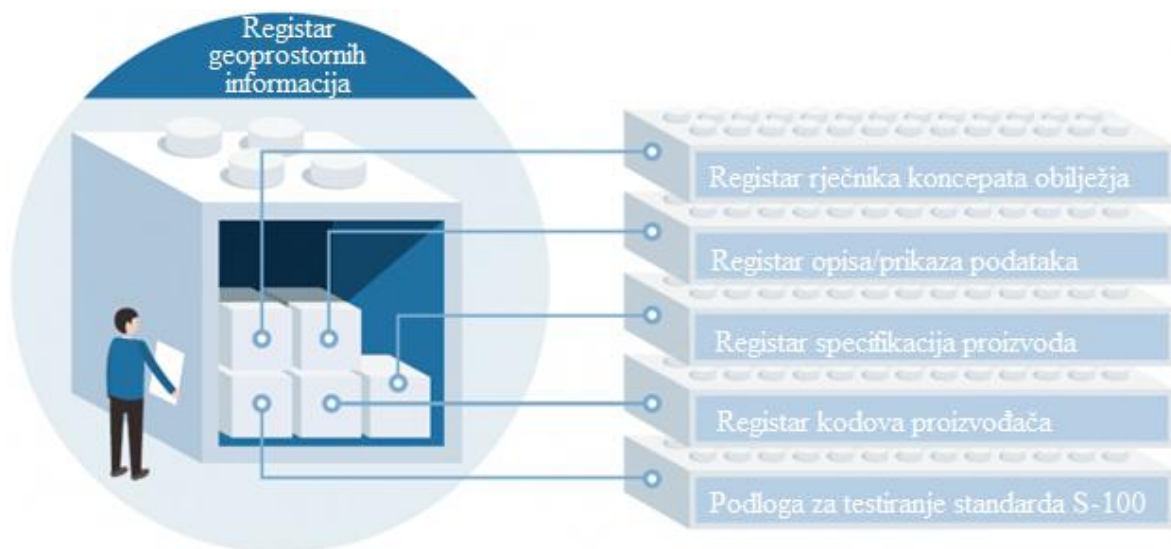 Registar
geoprostornih
informacija
Registar rječnika koncepata obilježja
Registar opisa/prikaza podataka
Registar specifikacija proizvoda
Registar kodova proizvođača
Podloga za testiranje standarda S-100